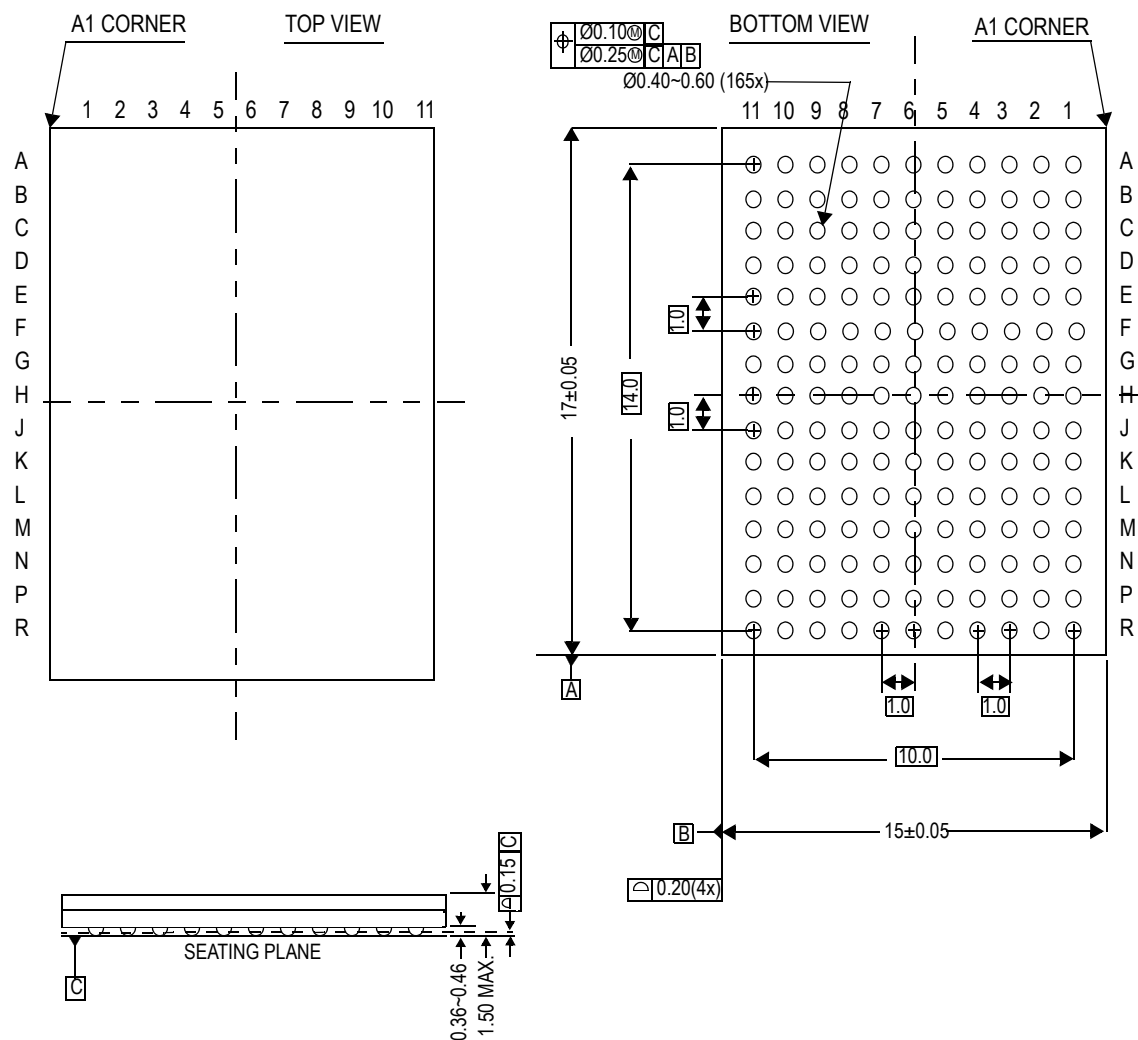 A1 CORNER
TOP VIEW
1 2 3 4 5 6 7 8 9 10 11
A
B
C
D
E
F
G
H
J
K
L
M
N
P
R
⌖ Ø0.10Ⓜ C
Ø0.25Ⓜ C A B
Ø0.40~0.60 (165x)
BOTTOM VIEW
A1 CORNER
11 10 9 8 7 6 5 4 3 2 1
A
B
C
D
E
F
G
H
J
K
L
M
N
P
R
17±0.05
14.0
1.0
1.0
A
1.0
1.0
10.0
B
15±0.05
⌓ 0.20(4x)
⌓ 0.15 C
SEATING PLANE
C
0.36~0.46
1.50 MAX.